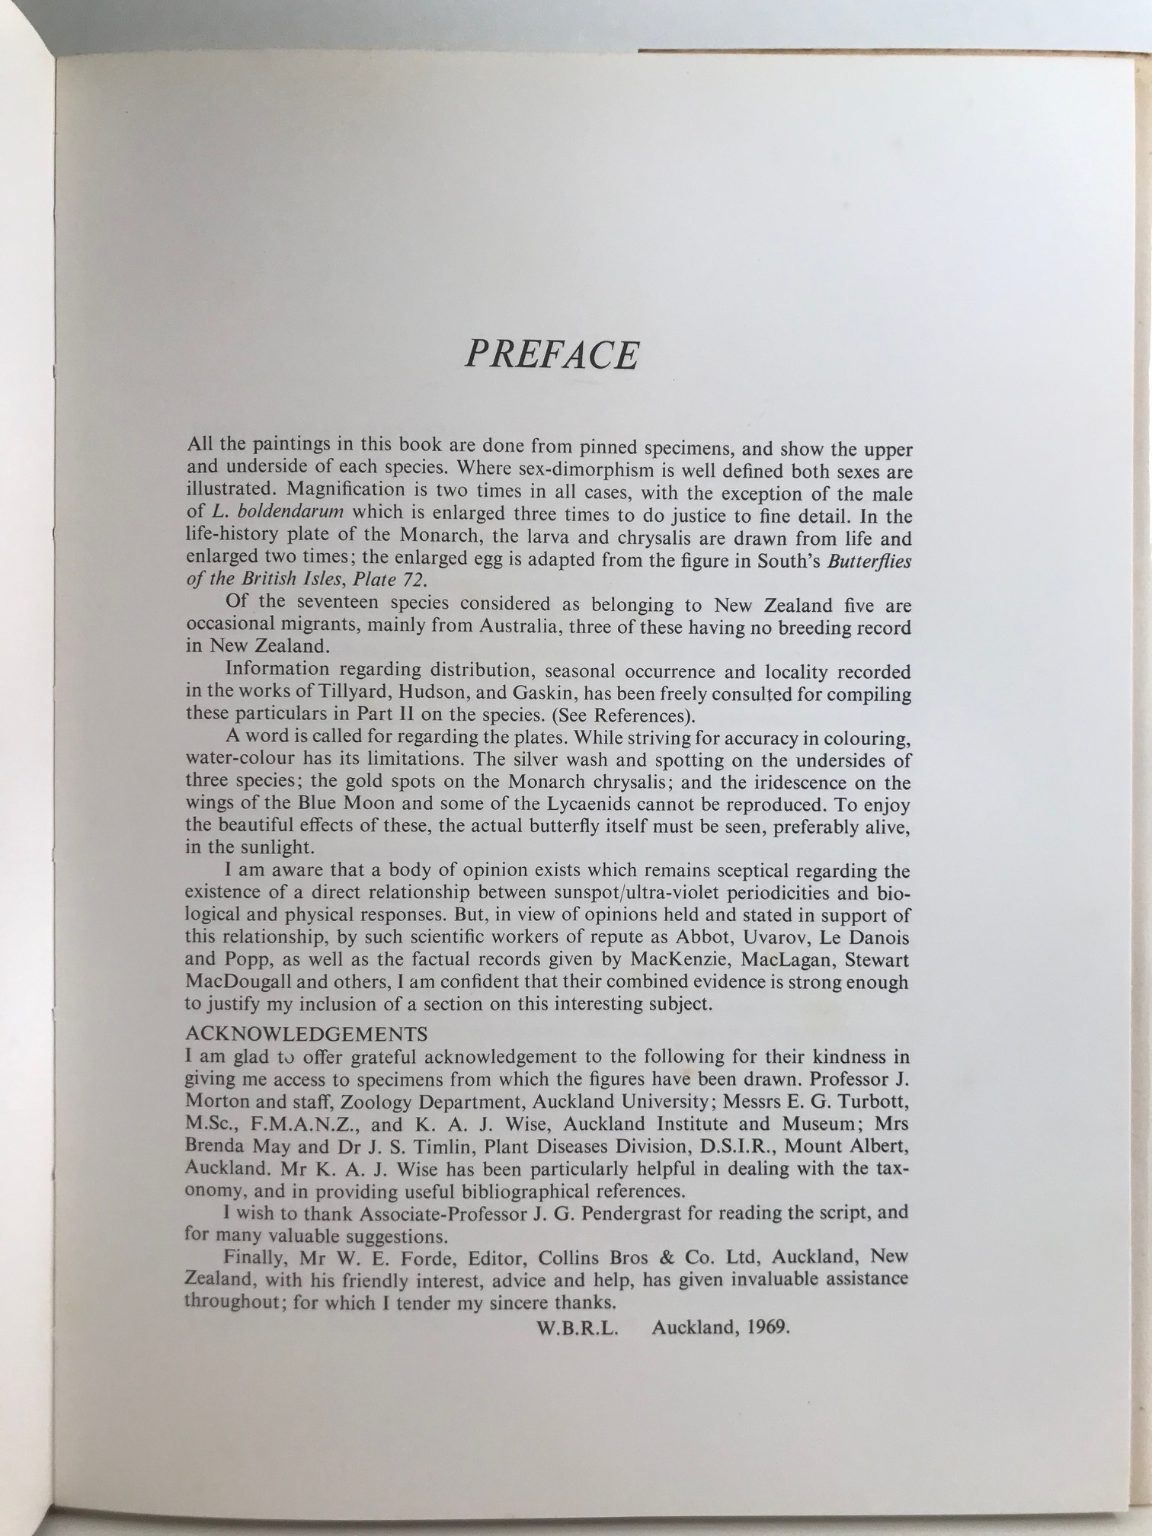 PREFACE
All the paintings in this book are done from pinned specimens, and show the upper
and underside of each species. Where sex-dimorphism is well defined both sexes are
illustrated. Magnification is two times in all cases, with the exception of the male
of L. boldendarum which is enlarged three times to do justice to fine detail. In the
life-history plate of the Monarch, the larva and chrysalis are drawn from life and
enlarged two times; the enlarged egg is adapted from the figure in South's Butterflies
of the British Isles, Plate 72.
Of the seventeen species considered as belonging to New Zealand five are
occasional migrants, mainly from Australia, three of these having no breeding record
in New Zealand.
Information regarding distribution, seasonal occurrence and locality recorded
in the works of Tillyard, Hudson, and Gaskin, has been freely consulted for compiling
these particulars in Part II on the species. (See References).
A word is called for regarding the plates. While striving for accuracy in colouring,
water-colour has its limitations. The silver wash and spotting on the undersides of
three species; the gold spots on the Monarch chrysalis; and the iridescence on the
wings of the Blue Moon and some of the Lycaenids cannot be reproduced. To enjoy
the beautiful effects of these, the actual butterfly itself must be seen, preferably alive,
in the sunlight.
I am aware that a body of opinion exists which remains sceptical regarding the
existence of a direct relationship between sunspot/ultra-violet periodicities and bio-
logical and physical responses. But, in view of opinions held and stated in support of
this relationship, by such scientific workers of repute as Abbot, Uvarov, Le Danois
and Popp, as well as the factual records given by MacKenzie, MacLagan, Stewart
MacDougall and others, I am confident that their combined evidence is strong enough
to justify my inclusion of a section on this interesting subject.
ACKNOWLEDGEMENTS
I am glad to offer grateful acknowledgement to the following for their kindness in
giving me access to specimens from which the figures have been drawn. Professor J.
Morton and staff, Zoology Department, Auckland University; Messrs E. G. Turbott,
M.Sc., F.M.A.N.Z., and K. A. J. Wise, Auckland Institute and Museum; Mrs
Brenda May and Dr J. S. Timlin, Plant Diseases Division, D.S.I.R., Mount Albert,
Auckland. Mr K. A. J. Wise has been particularly helpful in dealing with the tax-
onomy, and in providing useful bibliographical references.
I wish to thank Associate-Professor J. G. Pendergrast for reading the script, and
for many valuable suggestions.
Finally, Mr W. E. Forde, Editor, Collins Bros & Co. Ltd, Auckland, New
Zealand, with his friendly interest, advice and help, has given invaluable assistance
throughout; for which I tender my sincere thanks.
W.B.R.L. Auckland, 1969.